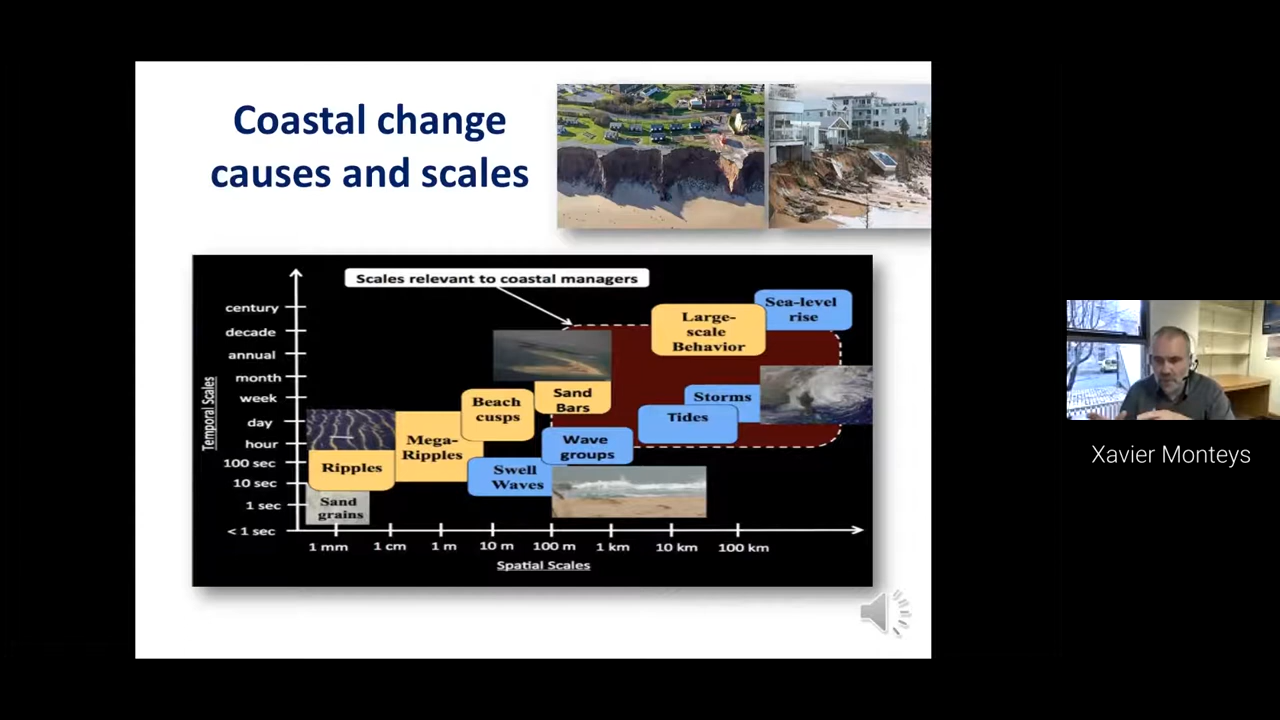 Coastal change
causes and scales
Scales relevant to coastal managers
Temporal Scales
century
decade
annual
month
week
day
hour
100 sec
10 sec
1 sec
< 1 sec
Sea-level
rise
Large-
scale
Behavior
Storms
Tides
Sand
Bars
Beach
cusps
Wave
groups
Mega-
Ripples
Swell
Waves
Ripples
Sand
grains
1 mm
1 cm
1 m
10 m
100 m
1 km
10 km
100 km
Spatial Scales
Xavier Monteys